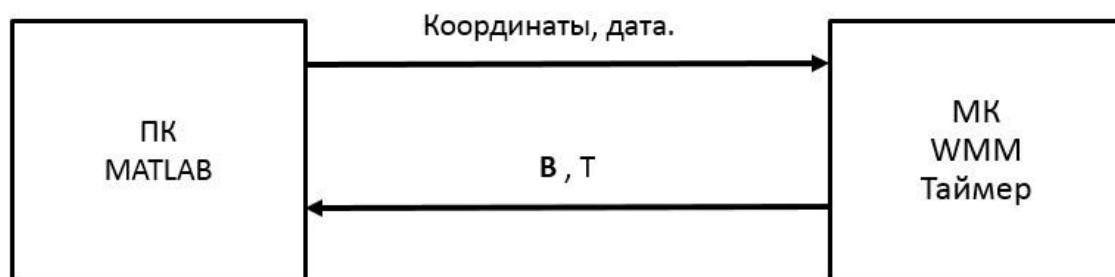 Координаты, дата.
ПК
MATLAB
B , T
МК
WMM
Таймер